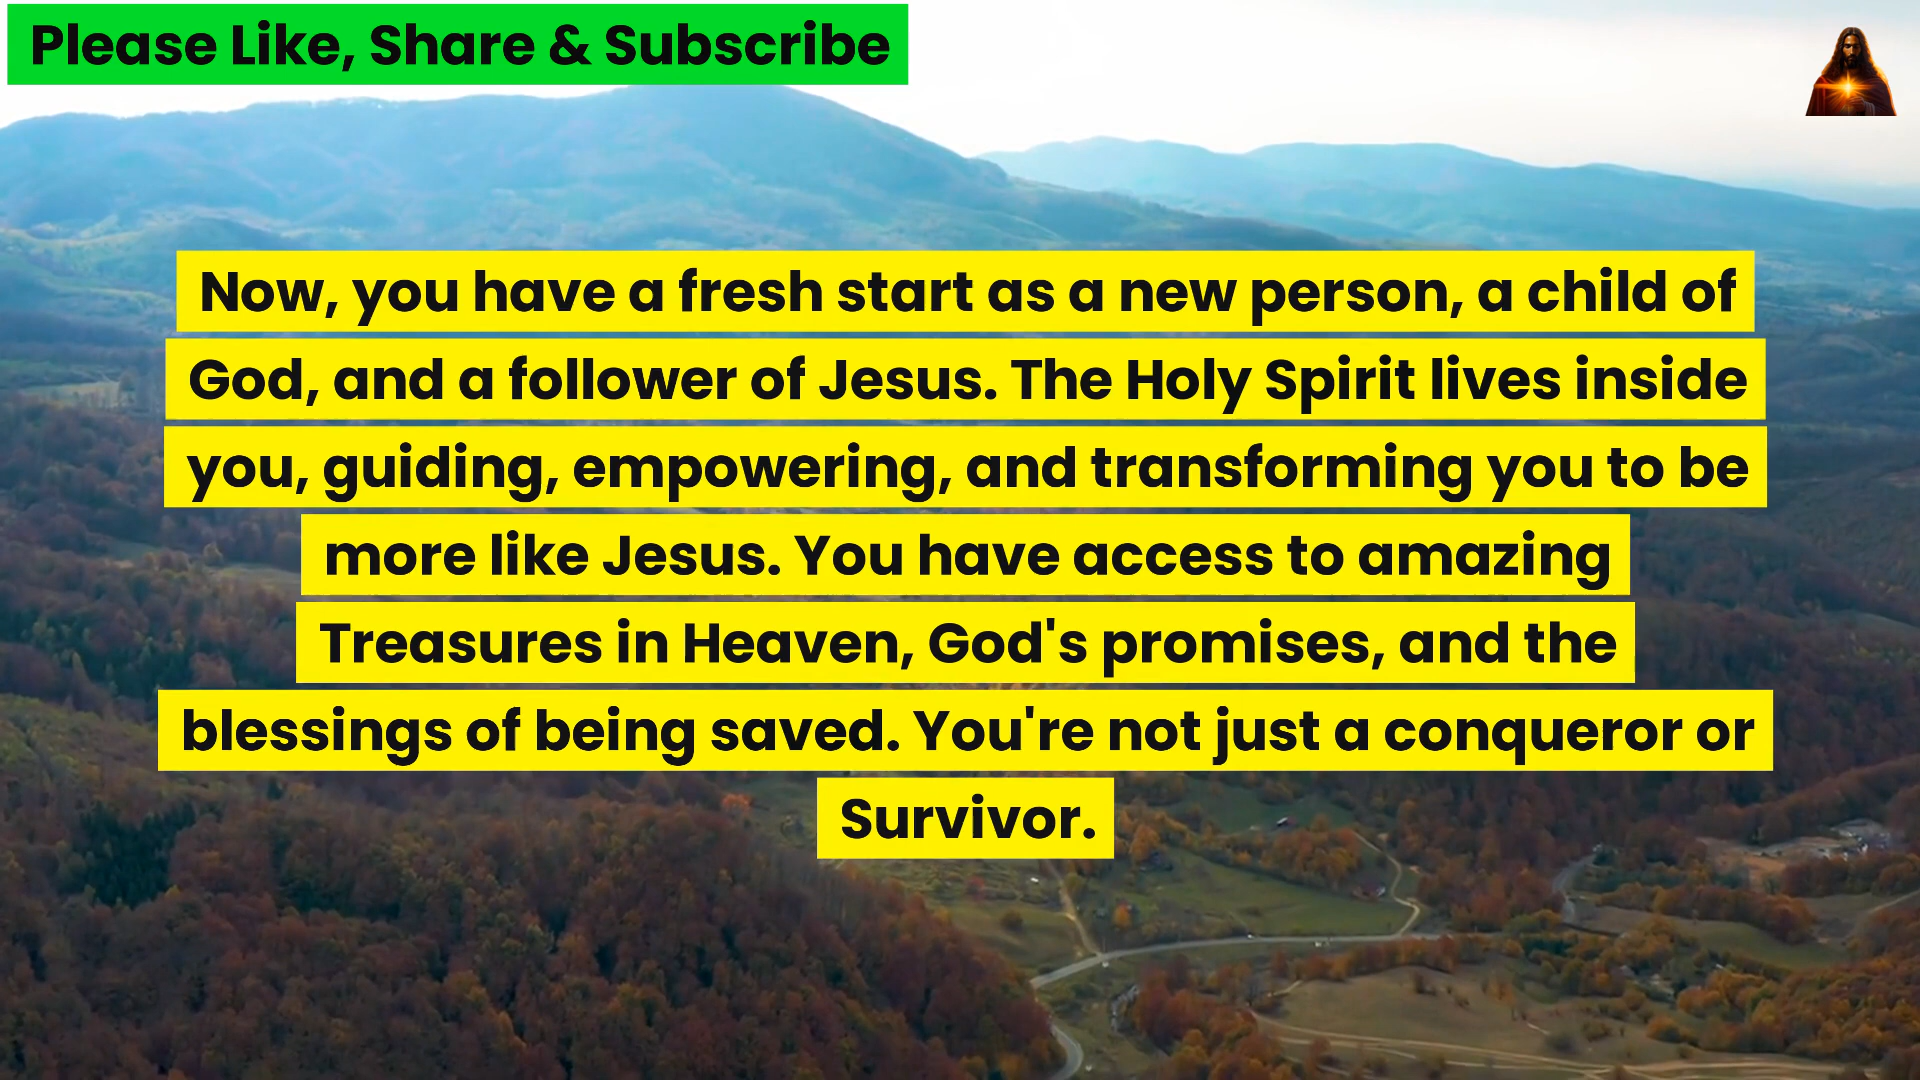 Please Like, Share & Subscribe
Now, you have a fresh start as a new person, a child of
God, and a follower of Jesus. The Holy Spirit lives inside
you, guiding, empowering, and transforming you to be
more like Jesus. You have access to amazing
Treasures in Heaven, God's promises, and the
blessings of being saved. You're not just a conqueror or
Survivor.